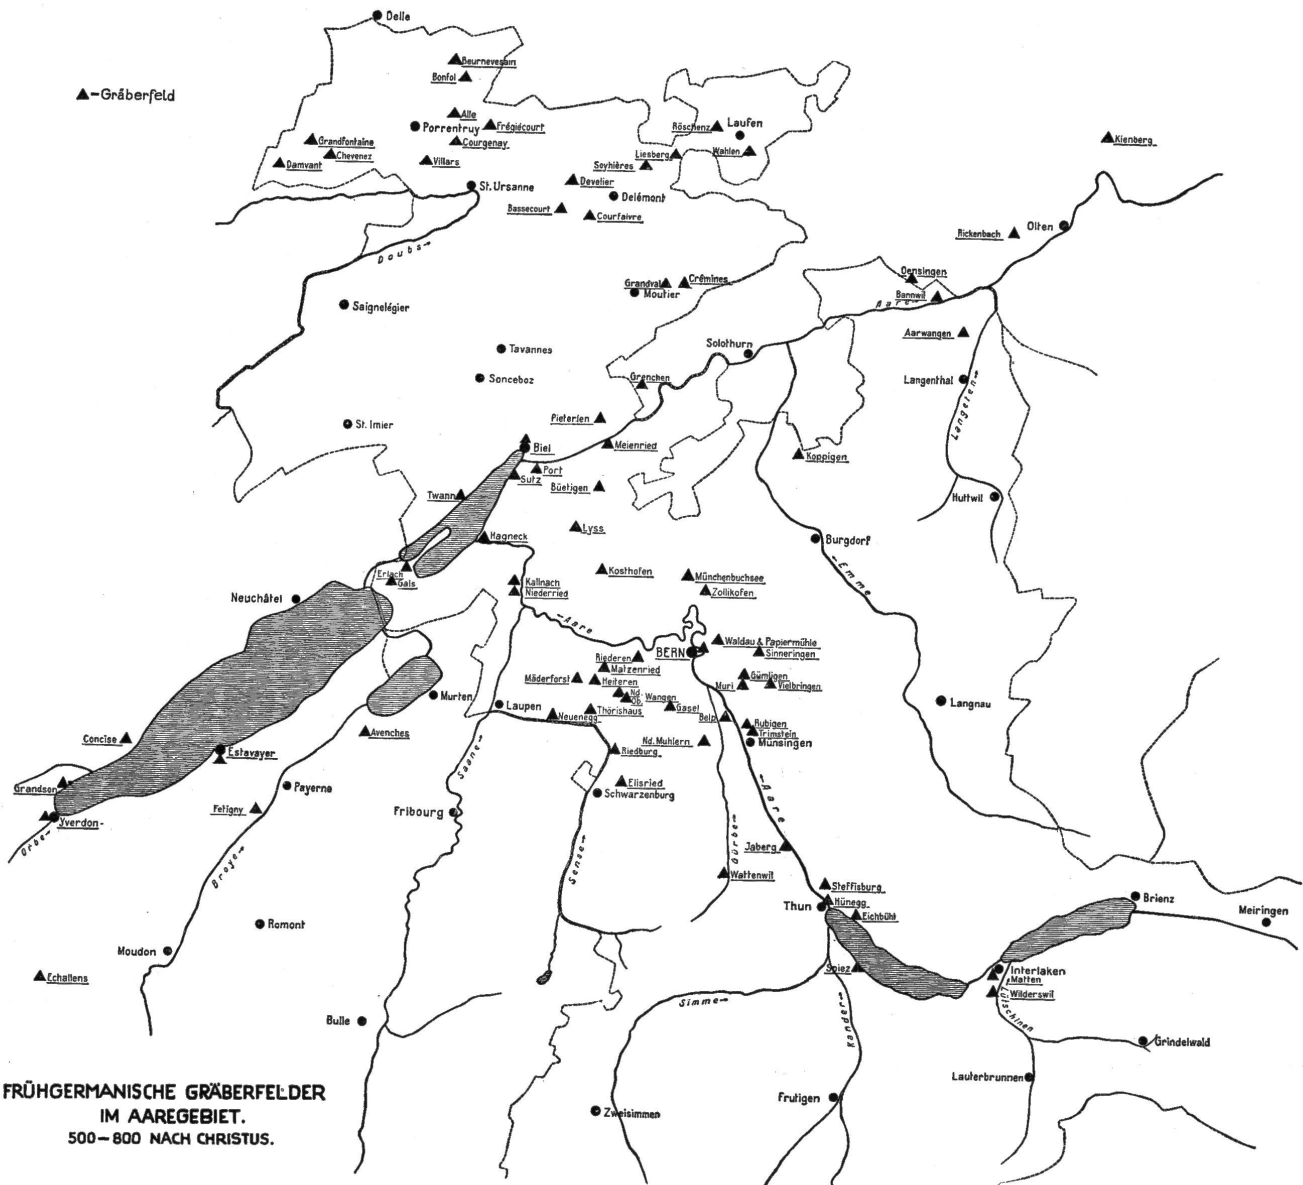 Delle
Beurnevesain
Bonfol
▲-Gräberfeld
Alle
Porrentruy
Frégiécourt
Courgenay
Röschenz
Laufen
Grandfontaine
Chevenez
Damvant
Villars
Liesberg
Wahlen
Kienberg
Soyhières
Develier
St. Ursanne
Delémont
Bassecourt
Courfaivre
Rickenbach
Olten
Doubs→
Grandval
Crémines
Moutier
Oensingen
Bannwil
Aare
Saignelégier
Aarwangen
Solothurn
Tavannes
Sonceboz
Grenchen
Langenthal
Langeten→
St. Imier
Pieterlen
Biel
Meienried
Koppigen
Port
Sutz
Büetigen
Twann
Huttwil
Lyss
Hagneck
Burgdorf
Erlach
Gals
Kosthofen
Kallnach
Niederried
Münchenbuchsee
Zollikofen
←Emme
Neuchâtel
←Aare
Waldau & Papiermühle
BERN
Sinneringen
Riederen
Matzenried
Mäderforst
Heiteren
Gümligen
Muri
Vielbringen
Murten
Nd.
Ob. Wangen
Laupen
Thörishaus
Gasel
Neuenegg
Belp
Langnau
Rubigen
Trimstein
Münsingen
Concise
Avenches
Nd. Muhlern
Riedburg
Estavayer
Saane→
Grandson
Payerne
Elisried
Schwarzenburg
←Aare
Fetigny
Fribourg
Yverdon-
Orbe→
Gürbe→
Jaberg
Sense→
Broye→
Wattenwil
Steffisburg
Hünegg
Thun
Eichbühl
Brienz
Meiringen
Romont
Moudon
Echallens
Spiez
Interlaken
Matten
Wilderswil
Simme→
Kander→
Lütschinen
Bulle
Grindelwald
Lauterbrunnen
Frutigen
Zweisimmen
FRÜHGERMANISCHE GRÄBERFELDER
IM AAREGEBIET.
500–800 NACH CHRISTUS.